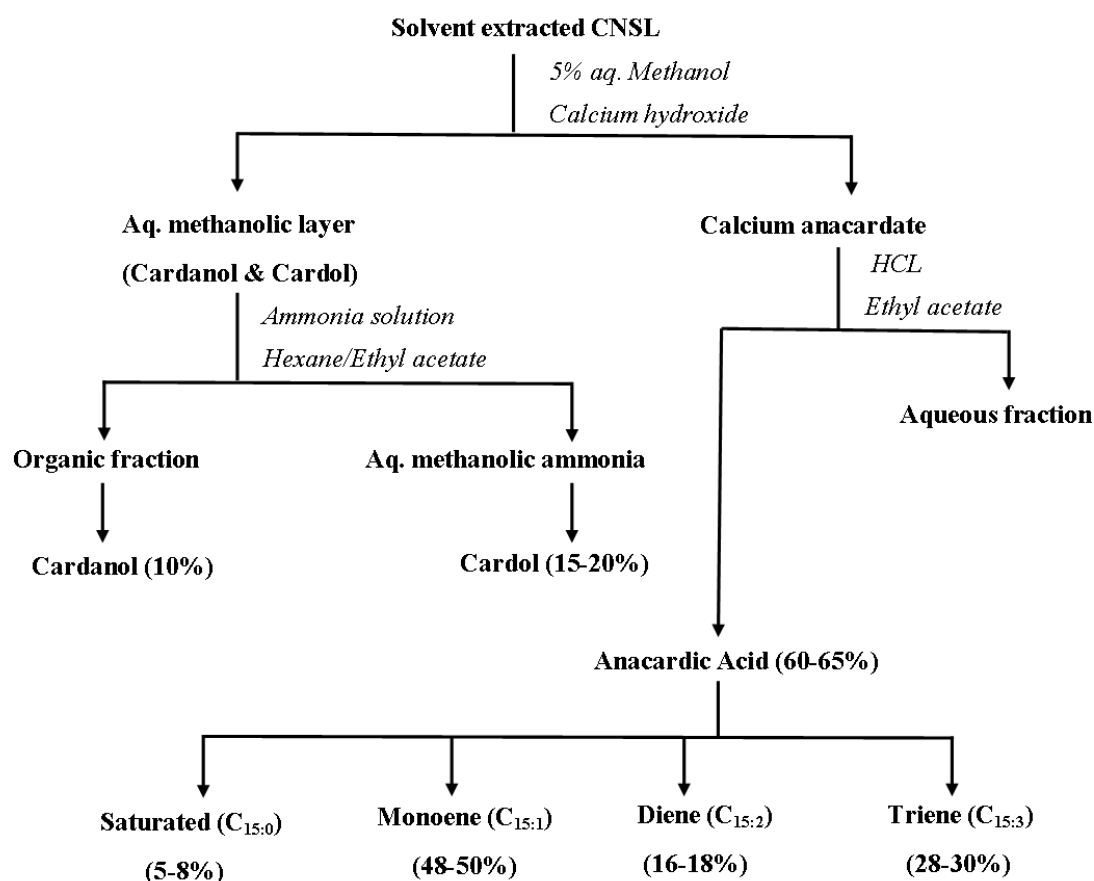 Solvent extracted CNSL
5% aq. Methanol
Calcium hydroxide
Aq. methanolic layer
(Cardanol & Cardol)
Calcium anacardate
HCL
Ethyl acetate
Ammonia solution
Hexane/Ethyl acetate
Aqueous fraction
Organic fraction
Aq. methanolic ammonia
Cardanol (10%)
Cardol (15-20%)
Anacardic Acid (60-65%)
Saturated (C15:0)
(5-8%)
Monoene (C15:1)
(48-50%)
Diene (C15:2)
(16-18%)
Triene (C15:3)
(28-30%)